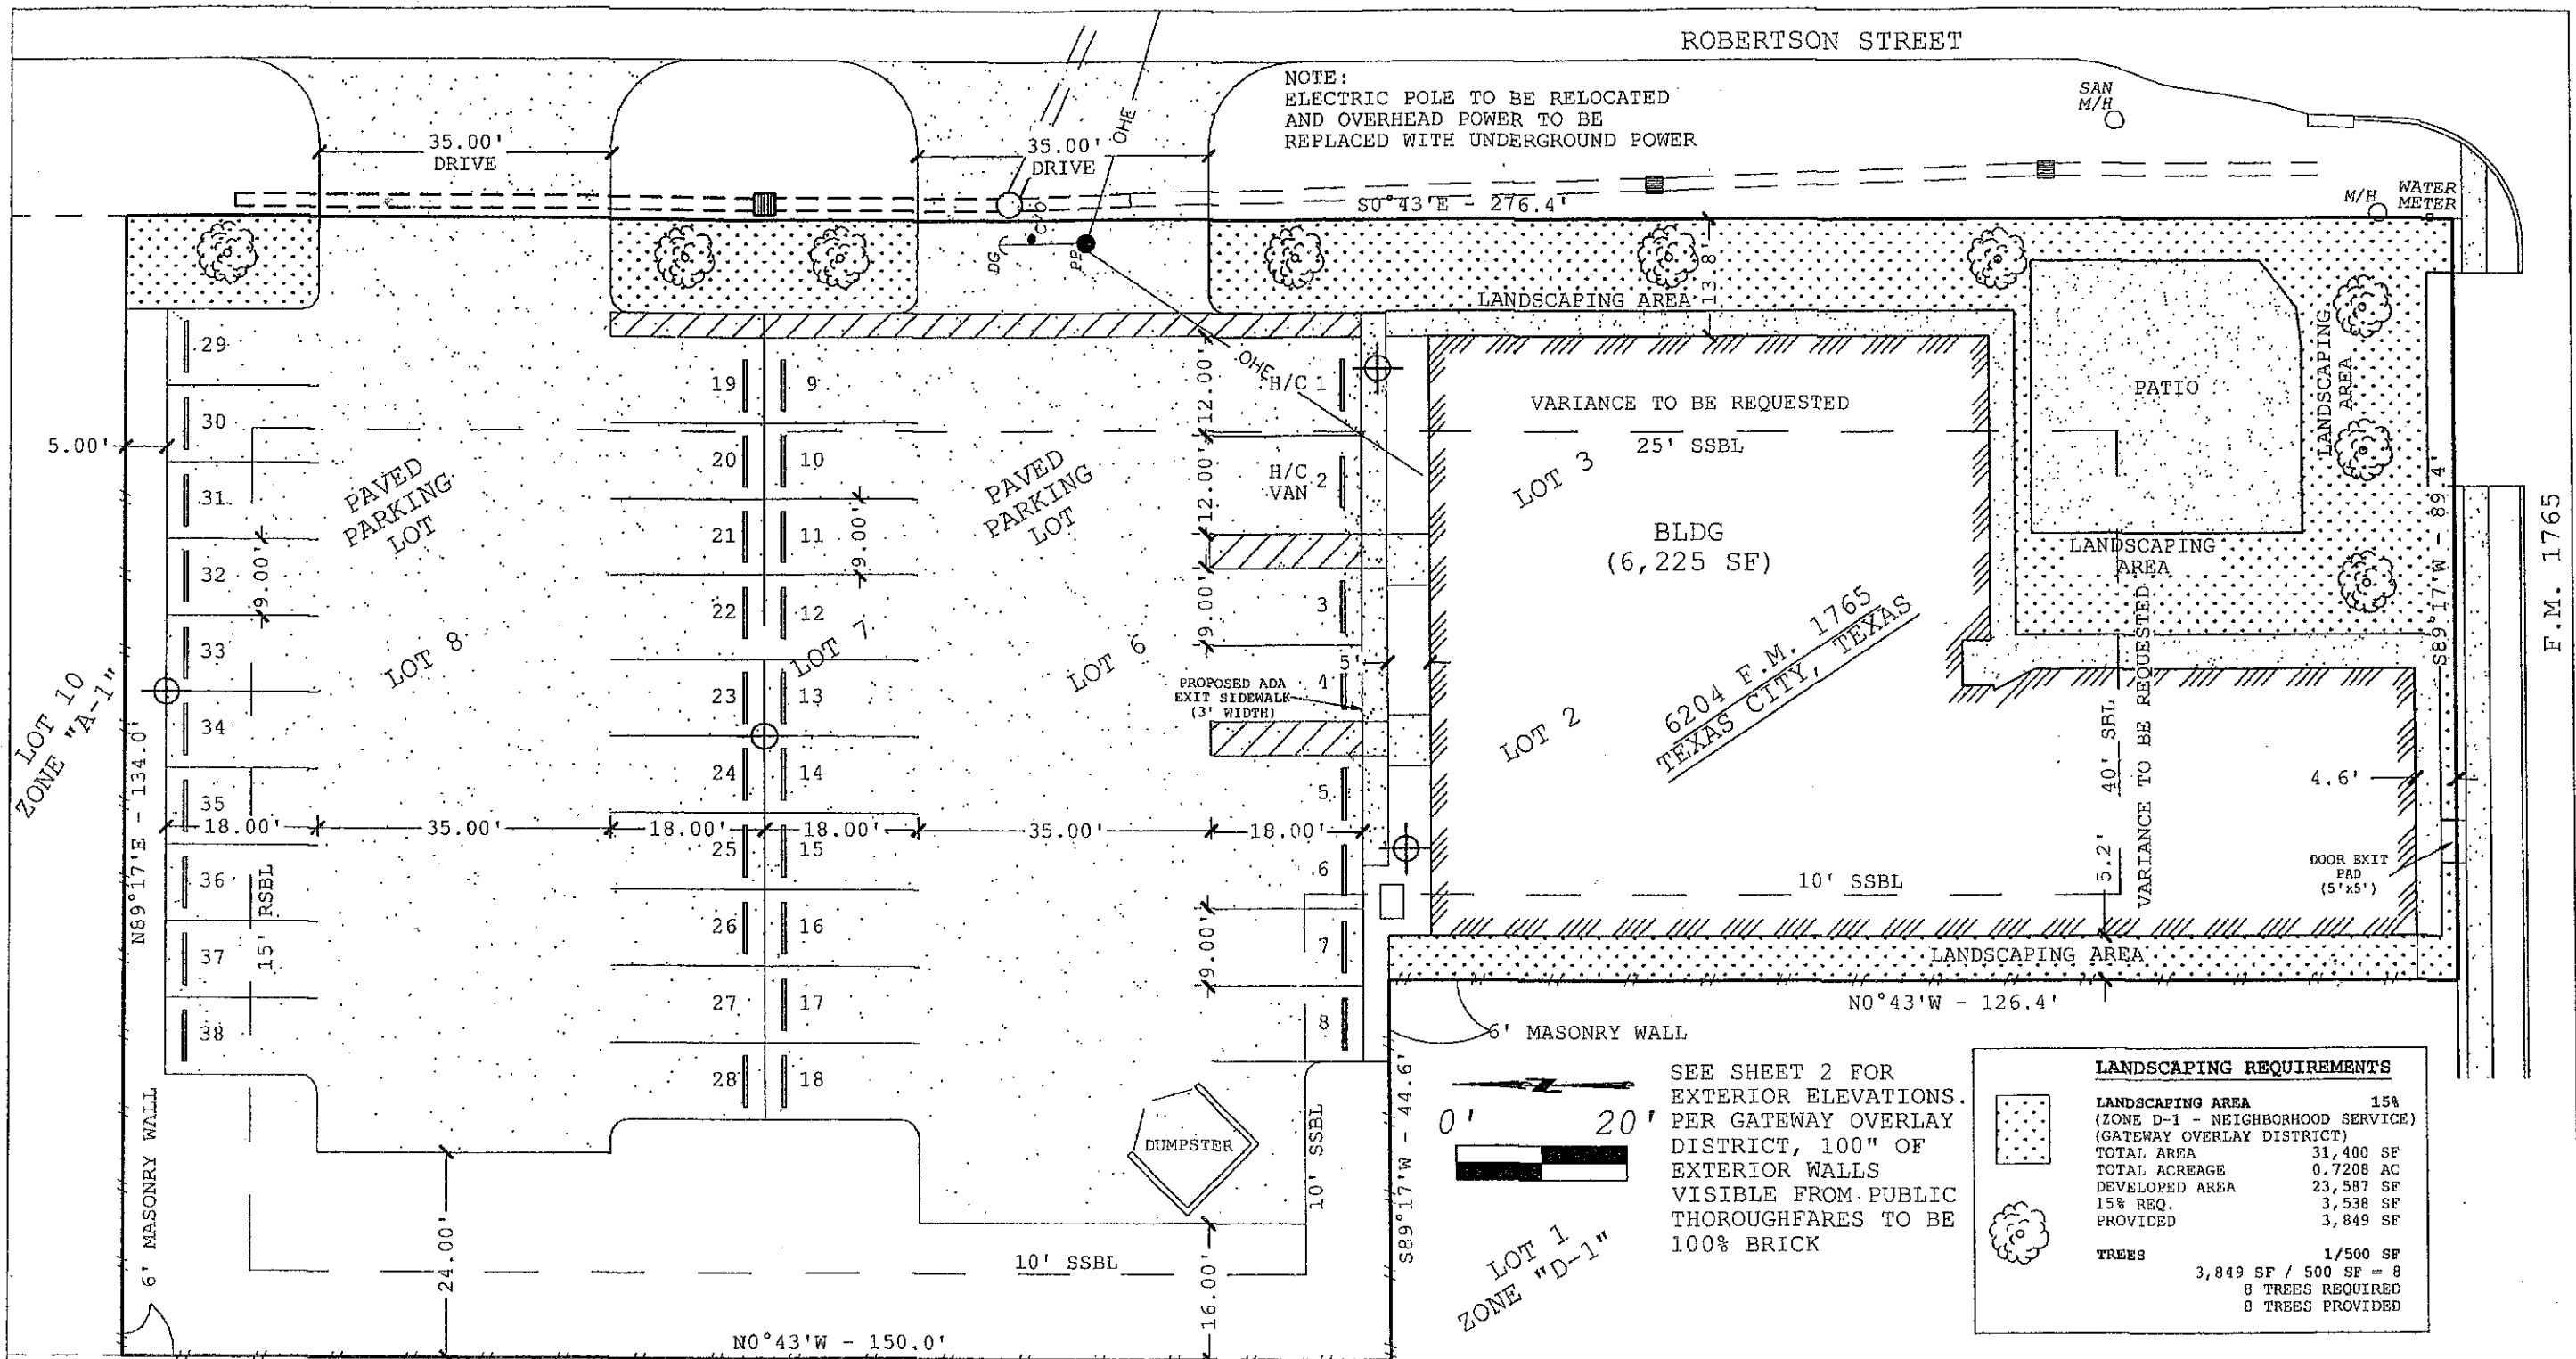 ROBERTSON STREET
NOTE:
ELECTRIC POLE TO BE RELOCATED
AND OVERHEAD POWER TO BE
REPLACED WITH UNDERGROUND POWER
SAN
M/H
35.00'
DRIVE
35.00'
DRIVE
OHE
S0°43'E - 276.4'
M/H
WATER
METER
DG
PP
13.8'
LANDSCAPING AREA
29
30
31
32
33
34
35
36
37
38
5.00'
9.00'
PAVED
PARKING
LOT
LOT 8
19
20
21
22
23
24
25
26
27
28
9
10
11
12
13
14
15
16
17
18
9.00'
LOT 7
PAVED
PARKING
LOT
LOT 6
12.00'
12.00'
9.00'
9.00'
OHE
H/C 1
H/C
VAN 2
3
4
5
6
7
8
5'
PROPOSED ADA
EXIT SIDEWALK
(3' WIDTH)
VARIANCE TO BE REQUESTED
25' SSBL
LOT 3
BLDG
(6,225 SF)
6204 F.M. 1765
TEXAS CITY, TEXAS
LOT 2
10' SSBL
PATIO
LANDSCAPING
AREA
LANDSCAPING
AREA
S89°17'W - 89.4'
F.M. 1765
40' SBL
VARIANCE TO BE REQUESTED
5.2'
4.6'
DOOR EXIT
PAD
(5'x5')
LANDSCAPING AREA
N0°43'W - 126.4'
LOT 10
ZONE "A-1"
N89°17'E - 134.0'
18.00'
35.00'
18.00'
18.00'
35.00'
18.00'
15' RSBL
6' MASONRY WALL
24.00'
DUMPSTER
10' SSBL
10' SSBL
16.00'
N0°43'W - 150.0'
S89°17'W - 44.6'
6' MASONRY WALL
0' 20'
LOT 1
ZONE "D-1"
SEE SHEET 2 FOR
EXTERIOR ELEVATIONS.
PER GATEWAY OVERLAY
DISTRICT, 100" OF
EXTERIOR WALLS
VISIBLE FROM PUBLIC
THOROUGHFARES TO BE
100% BRICK
LANDSCAPING REQUIREMENTS
LANDSCAPING AREA 15%
(ZONE D-1 - NEIGHBORHOOD SERVICE)
(GATEWAY OVERLAY DISTRICT)
TOTAL AREA 31,400 SF
TOTAL ACREAGE 0.7208 AC
DEVELOPED AREA 23,587 SF
15% REQ. 3,538 SF
PROVIDED 3,849 SF
TREES 1/500 SF
3,849 SF / 500 SF = 8
8 TREES REQUIRED
8 TREES PROVIDED